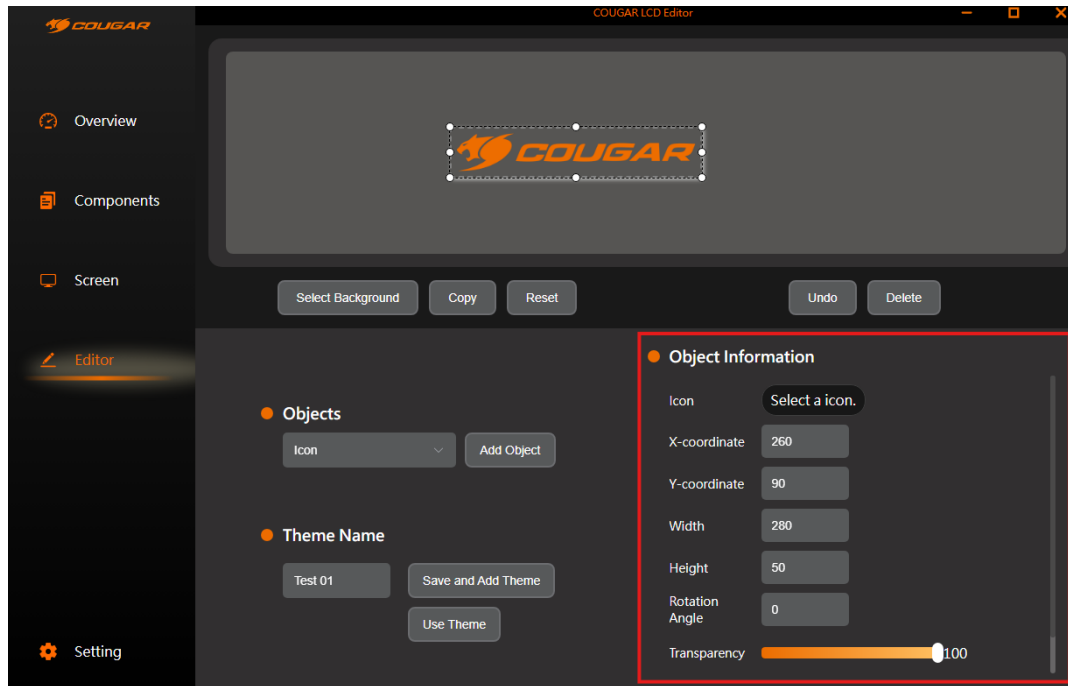 COUGAR
COUGAR LCD Editor
Overview
Components
Screen
Editor
Setting
COUGAR
Select Background
Copy
Reset
Undo
Delete
Objects
Icon
Add Object
Theme Name
Test 01
Save and Add Theme
Use Theme
Object Information
Icon
Select a icon.
X-coordinate
260
Y-coordinate
90
Width
280
Height
50
Rotation
Angle
0
Transparency
100